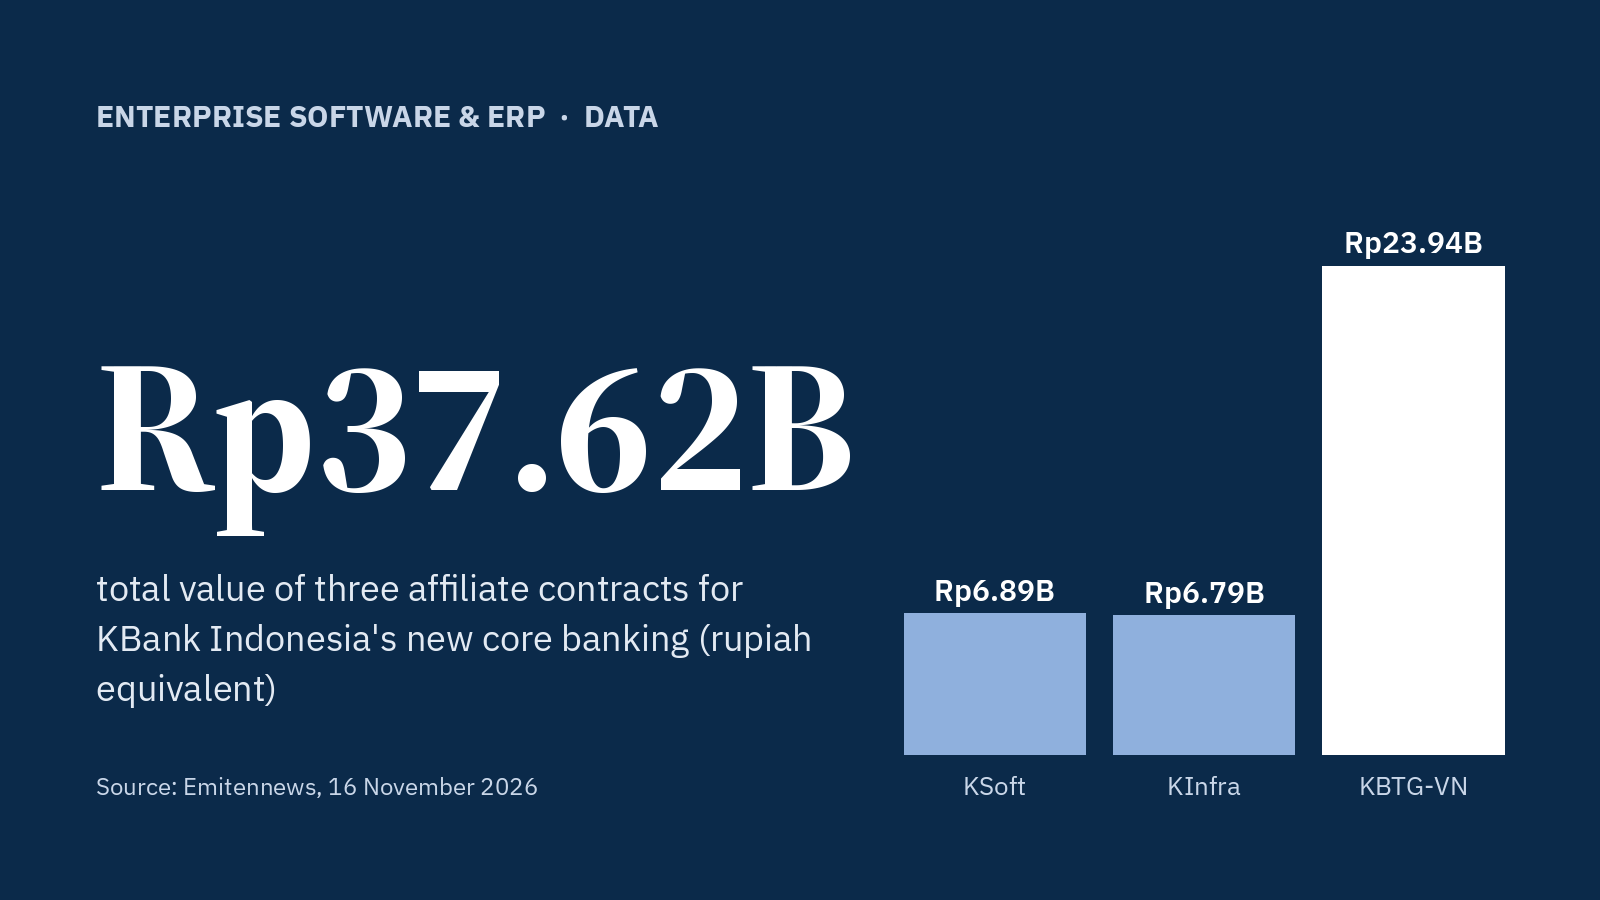 ENTERPRISE SOFTWARE & ERP · DATA
Rp37.62B
total value of three affiliate contracts for
KBank Indonesia's new core banking (rupiah
equivalent)
Source: Emitennews, 16 November 2026
Rp6.89B
Rp6.79B
Rp23.94B
KSoft
KInfra
KBTG-VN